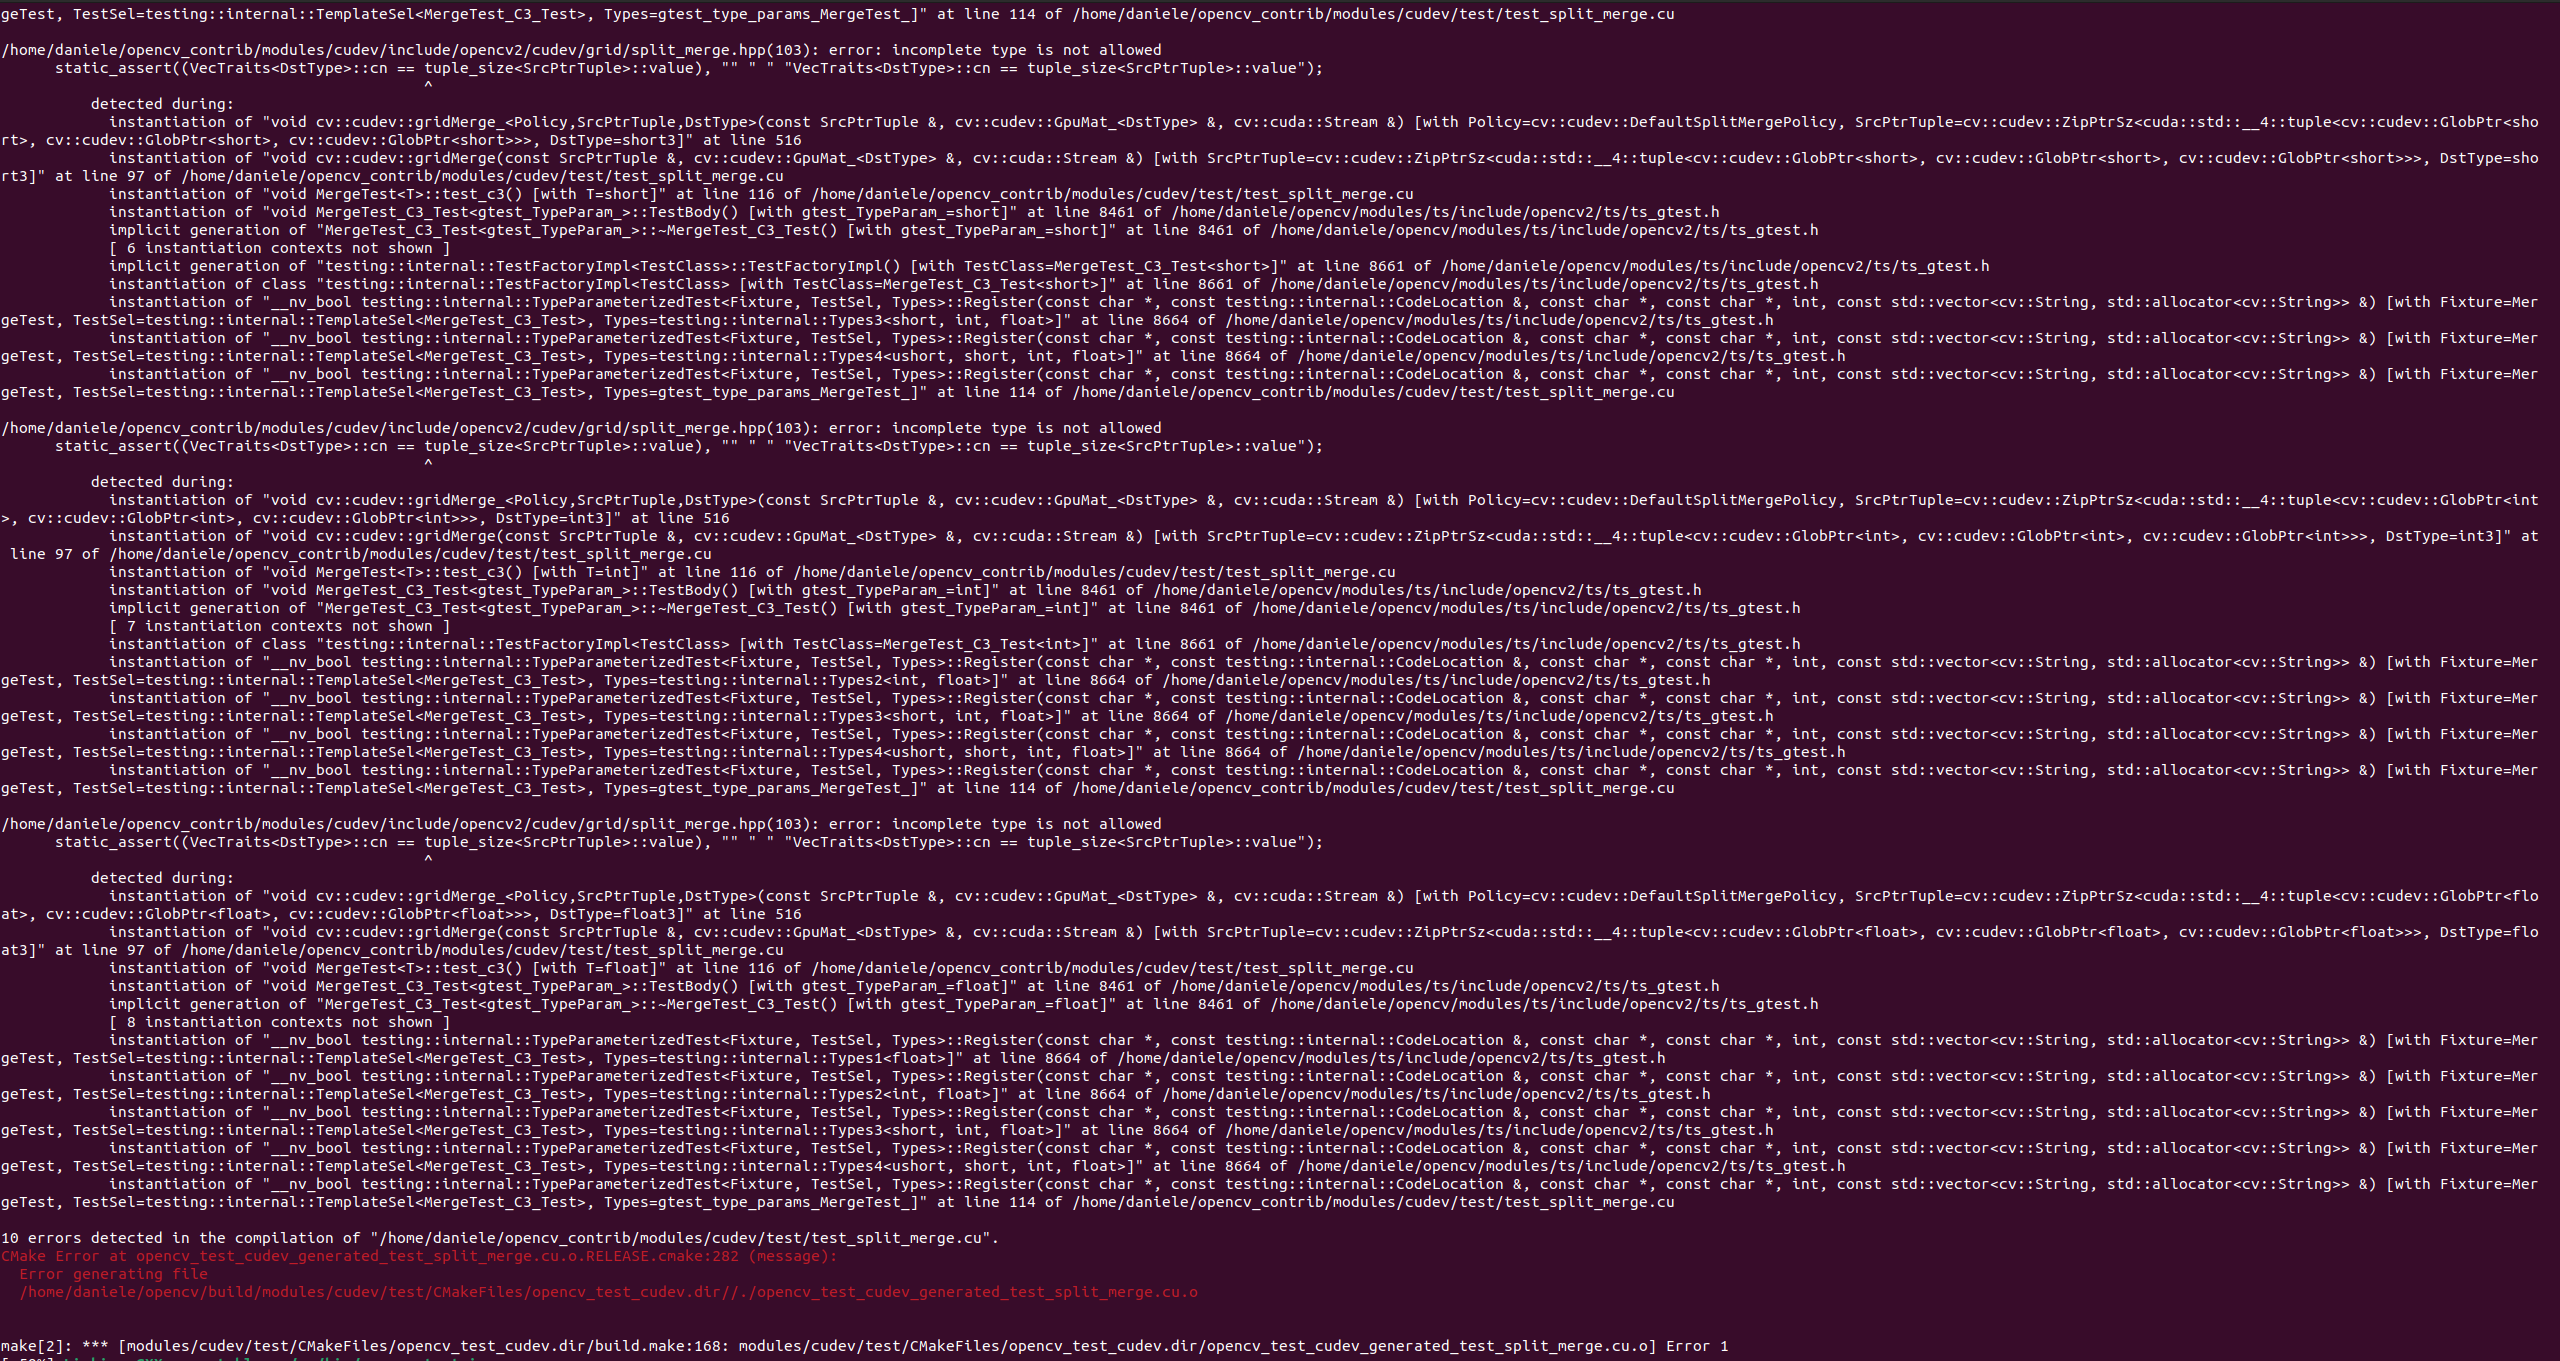 geTest, TestSel=testing::internal::TemplateSel<MergeTest_C3_Test>, Types=gtest_type_params_MergeTest_]" at line 114 of /home/daniele/opencv_contrib/modules/cudev/test/test_split_merge.cu
/home/daniele/opencv_contrib/modules/cudev/include/opencv2/cudev/grid/split_merge.hpp(103): error: incomplete type is not allowed
static_assert((VecTraits<DstType>::cn == tuple_size<SrcPtrTuple>::value), "" " " "VecTraits<DstType>::cn == tuple_size<SrcPtrTuple>::value");
^
detected during:
instantiation of "void cv::cudev::gridMerge_<Policy,SrcPtrTuple,DstType>(const SrcPtrTuple &, cv::cudev::GpuMat_<DstType> &, cv::cuda::Stream &) [with Policy=cv::cudev::DefaultSplitMergePolicy, SrcPtrTuple=cv::cudev::ZipPtrSz<cuda::std::__4::tuple<cv::cudev::GlobPtr<sho
rt>, cv::cudev::GlobPtr<short>, cv::cudev::GlobPtr<short>>>, DstType=short3]" at line 516
instantiation of "void cv::cudev::gridMerge(const SrcPtrTuple &, cv::cudev::GpuMat_<DstType> &, cv::cuda::Stream &) [with SrcPtrTuple=cv::cudev::ZipPtrSz<cuda::std::__4::tuple<cv::cudev::GlobPtr<short>, cv::cudev::GlobPtr<short>, cv::cudev::GlobPtr<short>>>, DstType=sho
rt3]" at line 97 of /home/daniele/opencv_contrib/modules/cudev/test/test_split_merge.cu
instantiation of "void MergeTest<T>::test_c3() [with T=short]" at line 116 of /home/daniele/opencv_contrib/modules/cudev/test/test_split_merge.cu
instantiation of "void MergeTest_C3_Test<gtest_TypeParam_>::TestBody() [with gtest_TypeParam_=short]" at line 8461 of /home/daniele/opencv/modules/ts/include/opencv2/ts/ts_gtest.h
implicit generation of "MergeTest_C3_Test<gtest_TypeParam_>::~MergeTest_C3_Test() [with gtest_TypeParam_=short]" at line 8461 of /home/daniele/opencv/modules/ts/include/opencv2/ts/ts_gtest.h
[ 6 instantiation contexts not shown ]
implicit generation of "testing::internal::TestFactoryImpl<TestClass>::TestFactoryImpl() [with TestClass=MergeTest_C3_Test<short>]" at line 8661 of /home/daniele/opencv/modules/ts/include/opencv2/ts/ts_gtest.h
instantiation of class "testing::internal::TestFactoryImpl<TestClass> [with TestClass=MergeTest_C3_Test<short>]" at line 8661 of /home/daniele/opencv/modules/ts/include/opencv2/ts/ts_gtest.h
instantiation of "__nv_bool testing::internal::TypeParameterizedTest<Fixture, TestSel, Types>::Register(const char *, const testing::internal::CodeLocation &, const char *, const char *, int, const std::vector<cv::String, std::allocator<cv::String>> &) [with Fixture=Mer
geTest, TestSel=testing::internal::TemplateSel<MergeTest_C3_Test>, Types=testing::internal::Types3<short, int, float>]" at line 8664 of /home/daniele/opencv/modules/ts/include/opencv2/ts/ts_gtest.h
instantiation of "__nv_bool testing::internal::TypeParameterizedTest<Fixture, TestSel, Types>::Register(const char *, const testing::internal::CodeLocation &, const char *, const char *, int, const std::vector<cv::String, std::allocator<cv::String>> &) [with Fixture=Mer
geTest, TestSel=testing::internal::TemplateSel<MergeTest_C3_Test>, Types=testing::internal::Types4<ushort, short, int, float>]" at line 8664 of /home/daniele/opencv/modules/ts/include/opencv2/ts/ts_gtest.h
instantiation of "__nv_bool testing::internal::TypeParameterizedTest<Fixture, TestSel, Types>::Register(const char *, const testing::internal::CodeLocation &, const char *, const char *, int, const std::vector<cv::String, std::allocator<cv::String>> &) [with Fixture=Mer
geTest, TestSel=testing::internal::TemplateSel<MergeTest_C3_Test>, Types=gtest_type_params_MergeTest_]" at line 114 of /home/daniele/opencv_contrib/modules/cudev/test/test_split_merge.cu
/home/daniele/opencv_contrib/modules/cudev/include/opencv2/cudev/grid/split_merge.hpp(103): error: incomplete type is not allowed
static_assert((VecTraits<DstType>::cn == tuple_size<SrcPtrTuple>::value), "" " " "VecTraits<DstType>::cn == tuple_size<SrcPtrTuple>::value");
^
detected during:
instantiation of "void cv::cudev::gridMerge_<Policy,SrcPtrTuple,DstType>(const SrcPtrTuple &, cv::cudev::GpuMat_<DstType> &, cv::cuda::Stream &) [with Policy=cv::cudev::DefaultSplitMergePolicy, SrcPtrTuple=cv::cudev::ZipPtrSz<cuda::std::__4::tuple<cv::cudev::GlobPtr<int
>, cv::cudev::GlobPtr<int>, cv::cudev::GlobPtr<int>>>, DstType=int3]" at line 516
instantiation of "void cv::cudev::gridMerge(const SrcPtrTuple &, cv::cudev::GpuMat_<DstType> &, cv::cuda::Stream &) [with SrcPtrTuple=cv::cudev::ZipPtrSz<cuda::std::__4::tuple<cv::cudev::GlobPtr<int>, cv::cudev::GlobPtr<int>, cv::cudev::GlobPtr<int>>>, DstType=int3]" at
line 97 of /home/daniele/opencv_contrib/modules/cudev/test/test_split_merge.cu
instantiation of "void MergeTest<T>::test_c3() [with T=int]" at line 116 of /home/daniele/opencv_contrib/modules/cudev/test/test_split_merge.cu
instantiation of "void MergeTest_C3_Test<gtest_TypeParam_>::TestBody() [with gtest_TypeParam_=int]" at line 8461 of /home/daniele/opencv/modules/ts/include/opencv2/ts/ts_gtest.h
implicit generation of "MergeTest_C3_Test<gtest_TypeParam_>::~MergeTest_C3_Test() [with gtest_TypeParam_=int]" at line 8461 of /home/daniele/opencv/modules/ts/include/opencv2/ts/ts_gtest.h
[ 7 instantiation contexts not shown ]
instantiation of class "testing::internal::TestFactoryImpl<TestClass> [with TestClass=MergeTest_C3_Test<int>]" at line 8661 of /home/daniele/opencv/modules/ts/include/opencv2/ts/ts_gtest.h
instantiation of "__nv_bool testing::internal::TypeParameterizedTest<Fixture, TestSel, Types>::Register(const char *, const testing::internal::CodeLocation &, const char *, const char *, int, const std::vector<cv::String, std::allocator<cv::String>> &) [with Fixture=Mer
geTest, TestSel=testing::internal::TemplateSel<MergeTest_C3_Test>, Types=testing::internal::Types2<int, float>]" at line 8664 of /home/daniele/opencv/modules/ts/include/opencv2/ts/ts_gtest.h
instantiation of "__nv_bool testing::internal::TypeParameterizedTest<Fixture, TestSel, Types>::Register(const char *, const testing::internal::CodeLocation &, const char *, const char *, int, const std::vector<cv::String, std::allocator<cv::String>> &) [with Fixture=Mer
geTest, TestSel=testing::internal::TemplateSel<MergeTest_C3_Test>, Types=testing::internal::Types3<short, int, float>]" at line 8664 of /home/daniele/opencv/modules/ts/include/opencv2/ts/ts_gtest.h
instantiation of "__nv_bool testing::internal::TypeParameterizedTest<Fixture, TestSel, Types>::Register(const char *, const testing::internal::CodeLocation &, const char *, const char *, int, const std::vector<cv::String, std::allocator<cv::String>> &) [with Fixture=Mer
geTest, TestSel=testing::internal::TemplateSel<MergeTest_C3_Test>, Types=testing::internal::Types4<ushort, short, int, float>]" at line 8664 of /home/daniele/opencv/modules/ts/include/opencv2/ts/ts_gtest.h
instantiation of "__nv_bool testing::internal::TypeParameterizedTest<Fixture, TestSel, Types>::Register(const char *, const testing::internal::CodeLocation &, const char *, const char *, int, const std::vector<cv::String, std::allocator<cv::String>> &) [with Fixture=Mer
geTest, TestSel=testing::internal::TemplateSel<MergeTest_C3_Test>, Types=gtest_type_params_MergeTest_]" at line 114 of /home/daniele/opencv_contrib/modules/cudev/test/test_split_merge.cu
/home/daniele/opencv_contrib/modules/cudev/include/opencv2/cudev/grid/split_merge.hpp(103): error: incomplete type is not allowed
static_assert((VecTraits<DstType>::cn == tuple_size<SrcPtrTuple>::value), "" " " "VecTraits<DstType>::cn == tuple_size<SrcPtrTuple>::value");
^
detected during:
instantiation of "void cv::cudev::gridMerge_<Policy,SrcPtrTuple,DstType>(const SrcPtrTuple &, cv::cudev::GpuMat_<DstType> &, cv::cuda::Stream &) [with Policy=cv::cudev::DefaultSplitMergePolicy, SrcPtrTuple=cv::cudev::ZipPtrSz<cuda::std::__4::tuple<cv::cudev::GlobPtr<flo
at>, cv::cudev::GlobPtr<float>, cv::cudev::GlobPtr<float>>>, DstType=float3]" at line 516
instantiation of "void cv::cudev::gridMerge(const SrcPtrTuple &, cv::cudev::GpuMat_<DstType> &, cv::cuda::Stream &) [with SrcPtrTuple=cv::cudev::ZipPtrSz<cuda::std::__4::tuple<cv::cudev::GlobPtr<float>, cv::cudev::GlobPtr<float>, cv::cudev::GlobPtr<float>>>, DstType=flo
at3]" at line 97 of /home/daniele/opencv_contrib/modules/cudev/test/test_split_merge.cu
instantiation of "void MergeTest<T>::test_c3() [with T=float]" at line 116 of /home/daniele/opencv_contrib/modules/cudev/test/test_split_merge.cu
instantiation of "void MergeTest_C3_Test<gtest_TypeParam_>::TestBody() [with gtest_TypeParam_=float]" at line 8461 of /home/daniele/opencv/modules/ts/include/opencv2/ts/ts_gtest.h
implicit generation of "MergeTest_C3_Test<gtest_TypeParam_>::~MergeTest_C3_Test() [with gtest_TypeParam_=float]" at line 8461 of /home/daniele/opencv/modules/ts/include/opencv2/ts/ts_gtest.h
[ 8 instantiation contexts not shown ]
instantiation of "__nv_bool testing::internal::TypeParameterizedTest<Fixture, TestSel, Types>::Register(const char *, const testing::internal::CodeLocation &, const char *, const char *, int, const std::vector<cv::String, std::allocator<cv::String>> &) [with Fixture=Mer
geTest, TestSel=testing::internal::TemplateSel<MergeTest_C3_Test>, Types=testing::internal::Types1<float>]" at line 8664 of /home/daniele/opencv/modules/ts/include/opencv2/ts/ts_gtest.h
instantiation of "__nv_bool testing::internal::TypeParameterizedTest<Fixture, TestSel, Types>::Register(const char *, const testing::internal::CodeLocation &, const char *, const char *, int, const std::vector<cv::String, std::allocator<cv::String>> &) [with Fixture=Mer
geTest, TestSel=testing::internal::TemplateSel<MergeTest_C3_Test>, Types=testing::internal::Types2<int, float>]" at line 8664 of /home/daniele/opencv/modules/ts/include/opencv2/ts/ts_gtest.h
instantiation of "__nv_bool testing::internal::TypeParameterizedTest<Fixture, TestSel, Types>::Register(const char *, const testing::internal::CodeLocation &, const char *, const char *, int, const std::vector<cv::String, std::allocator<cv::String>> &) [with Fixture=Mer
geTest, TestSel=testing::internal::TemplateSel<MergeTest_C3_Test>, Types=testing::internal::Types3<short, int, float>]" at line 8664 of /home/daniele/opencv/modules/ts/include/opencv2/ts/ts_gtest.h
instantiation of "__nv_bool testing::internal::TypeParameterizedTest<Fixture, TestSel, Types>::Register(const char *, const testing::internal::CodeLocation &, const char *, const char *, int, const std::vector<cv::String, std::allocator<cv::String>> &) [with Fixture=Mer
geTest, TestSel=testing::internal::TemplateSel<MergeTest_C3_Test>, Types=testing::internal::Types4<ushort, short, int, float>]" at line 8664 of /home/daniele/opencv/modules/ts/include/opencv2/ts/ts_gtest.h
instantiation of "__nv_bool testing::internal::TypeParameterizedTest<Fixture, TestSel, Types>::Register(const char *, const testing::internal::CodeLocation &, const char *, const char *, int, const std::vector<cv::String, std::allocator<cv::String>> &) [with Fixture=Mer
geTest, TestSel=testing::internal::TemplateSel<MergeTest_C3_Test>, Types=gtest_type_params_MergeTest_]" at line 114 of /home/daniele/opencv_contrib/modules/cudev/test/test_split_merge.cu
10 errors detected in the compilation of "/home/daniele/opencv_contrib/modules/cudev/test/test_split_merge.cu".
CMake Error at opencv_test_cudev_generated_test_split_merge.cu.o.RELEASE.cmake:282 (message):
Error generating file
/home/daniele/opencv/build/modules/cudev/test/CMakeFiles/opencv_test_cudev.dir//./opencv_test_cudev_generated_test_split_merge.cu.o
make[2]: *** [modules/cudev/test/CMakeFiles/opencv_test_cudev.dir/build.make:168: modules/cudev/test/CMakeFiles/opencv_test_cudev.dir/opencv_test_cudev_generated_test_split_merge.cu.o] Error 1